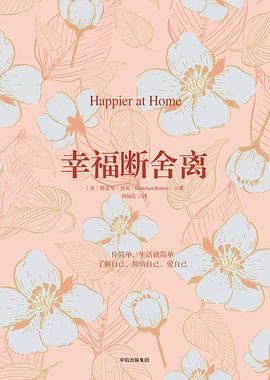 Happier at Home
幸福断舍离
[美]格雷琴·鲁宾（Gretchen Rubin）◎著
译
你简单，生活就简单
了解自己，接纳自己，爱自己
中信出版集团